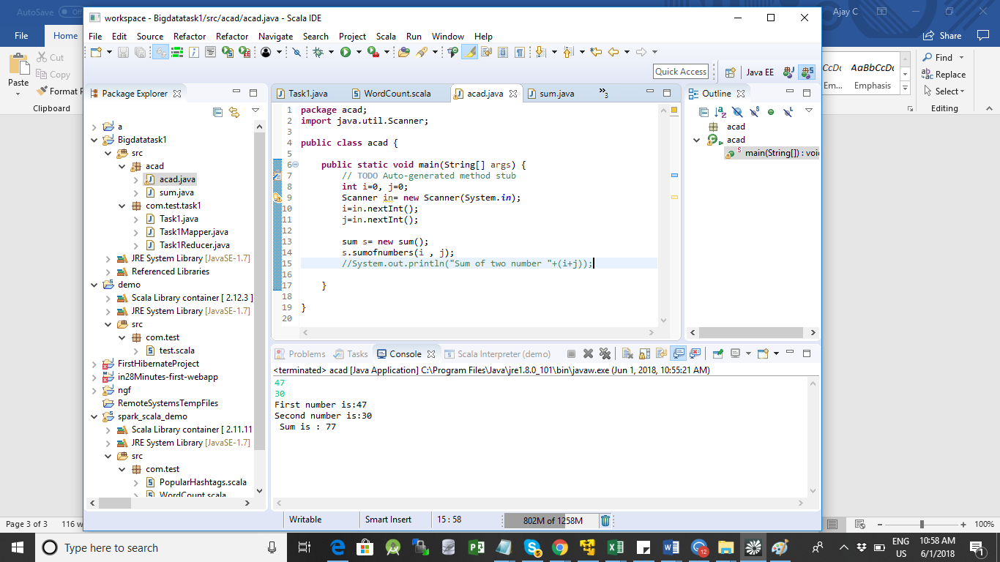 AutoSave Off
Ajay C
File Home
Share
Cut
Copy
Format P
Paste
Clipboard
AaBbCcDc
Em... Emphasis
Find
Replace
Select
Editing
workspace - Bigdatatask1/src/acad/acad.java - Scala IDE
File Edit Source Refactor Refactor Navigate Search Project Scala Run Window Help
Quick Access
Java EE
Package Explorer
a
Bigdatatask1
src
acad
acad.java
sum.java
com.test.task1
Task1.java
Task1Mapper.java
Task1Reducer.java
JRE System Library [JavaSE-1.7]
Referenced Libraries
demo
Scala Library container [ 2.12.3 ]
JRE System Library [JavaSE-1.7]
src
com.test
test.scala
FirstHibernateProject
in28Minutes-first-webapp
ngf
RemoteSystemsTempFiles
spark_scala_demo
Scala Library container [ 2.11.11
JRE System Library [JavaSE-1.7]
src
com.test
PopularHashtags.scala
WordCount.scala
Task1.java WordCount.scala acad.java sum.java »3
1 package acad;
2 import java.util.Scanner;
3
4 public class acad {
5
6 public static void main(String[] args) {
7 // TODO Auto-generated method stub
8 int i=0, j=0;
9 Scanner in= new Scanner(System.in);
10 i=in.nextInt();
11 j=in.nextInt();
12
13 sum s= new sum();
14 s.sumofnumbers(i , j);
15 //System.out.println("Sum of two number "+(i+j));
16
17 }
18
19 }
20
Outline
acad
acad
main(String[]) : voi
Problems Tasks Console Scala Interpreter (demo)
<terminated> acad [Java Application] C:\Program Files\Java\jre1.8.0_101\bin\javaw.exe (Jun 1, 2018, 10:55:21 AM)
47
30
First number is:47
Second number is:30
Sum is : 77
Writable Smart Insert 15 : 58 802M of 1258M
Page 3 of 3 116 w
100%
Type here to search
5
12
ENG
US
10:58 AM
6/1/2018
1